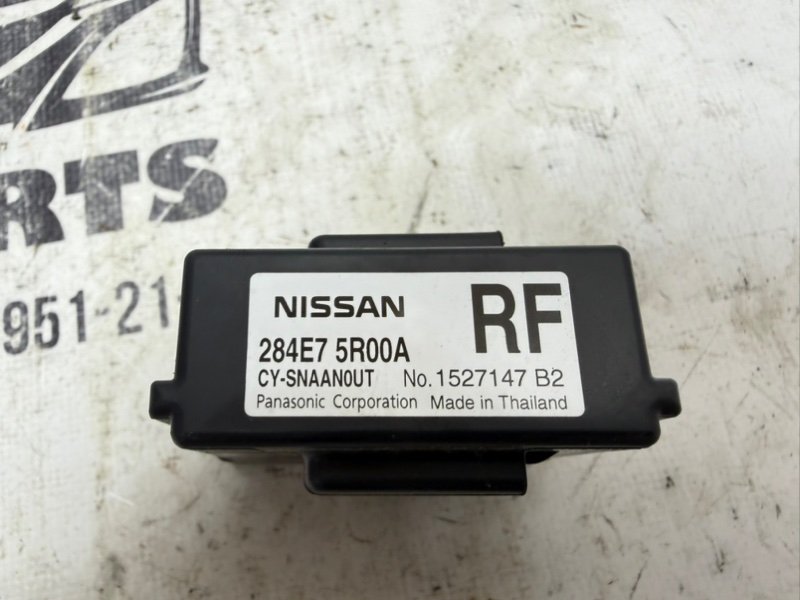 RTS
951-21
NISSAN
RF
284E7 5R00A
CY-SNAAN0UT No.1527147 B2
Panasonic Corporation Made in Thailand